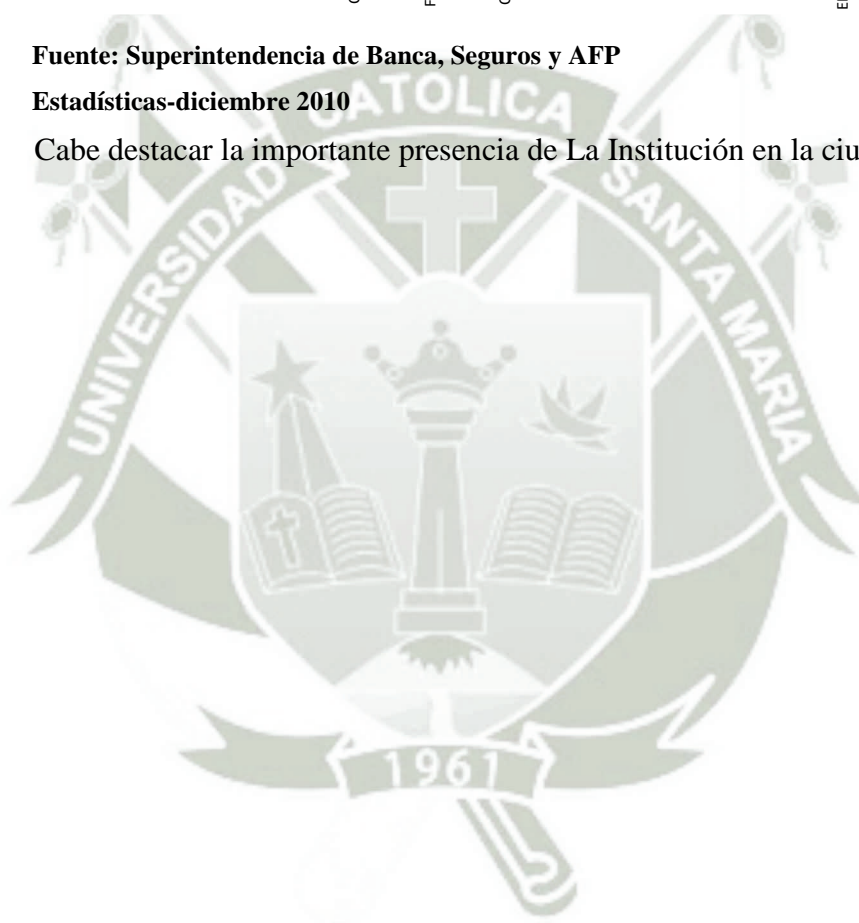 Fuente: Superintendencia de Banca, Seguros y AFP
Estadísticas-diciembre 2010
Cabe destacar la importante presencia de La Institución en la ciu
UNIVERSIDAD CATOLICA SANTA MARIA
1961